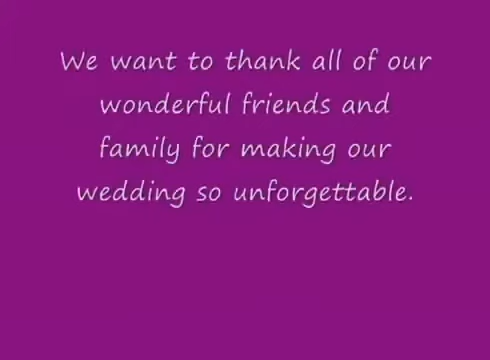 We want to thank all of our
wonderful friends and
family for making our
wedding so unforgettable.